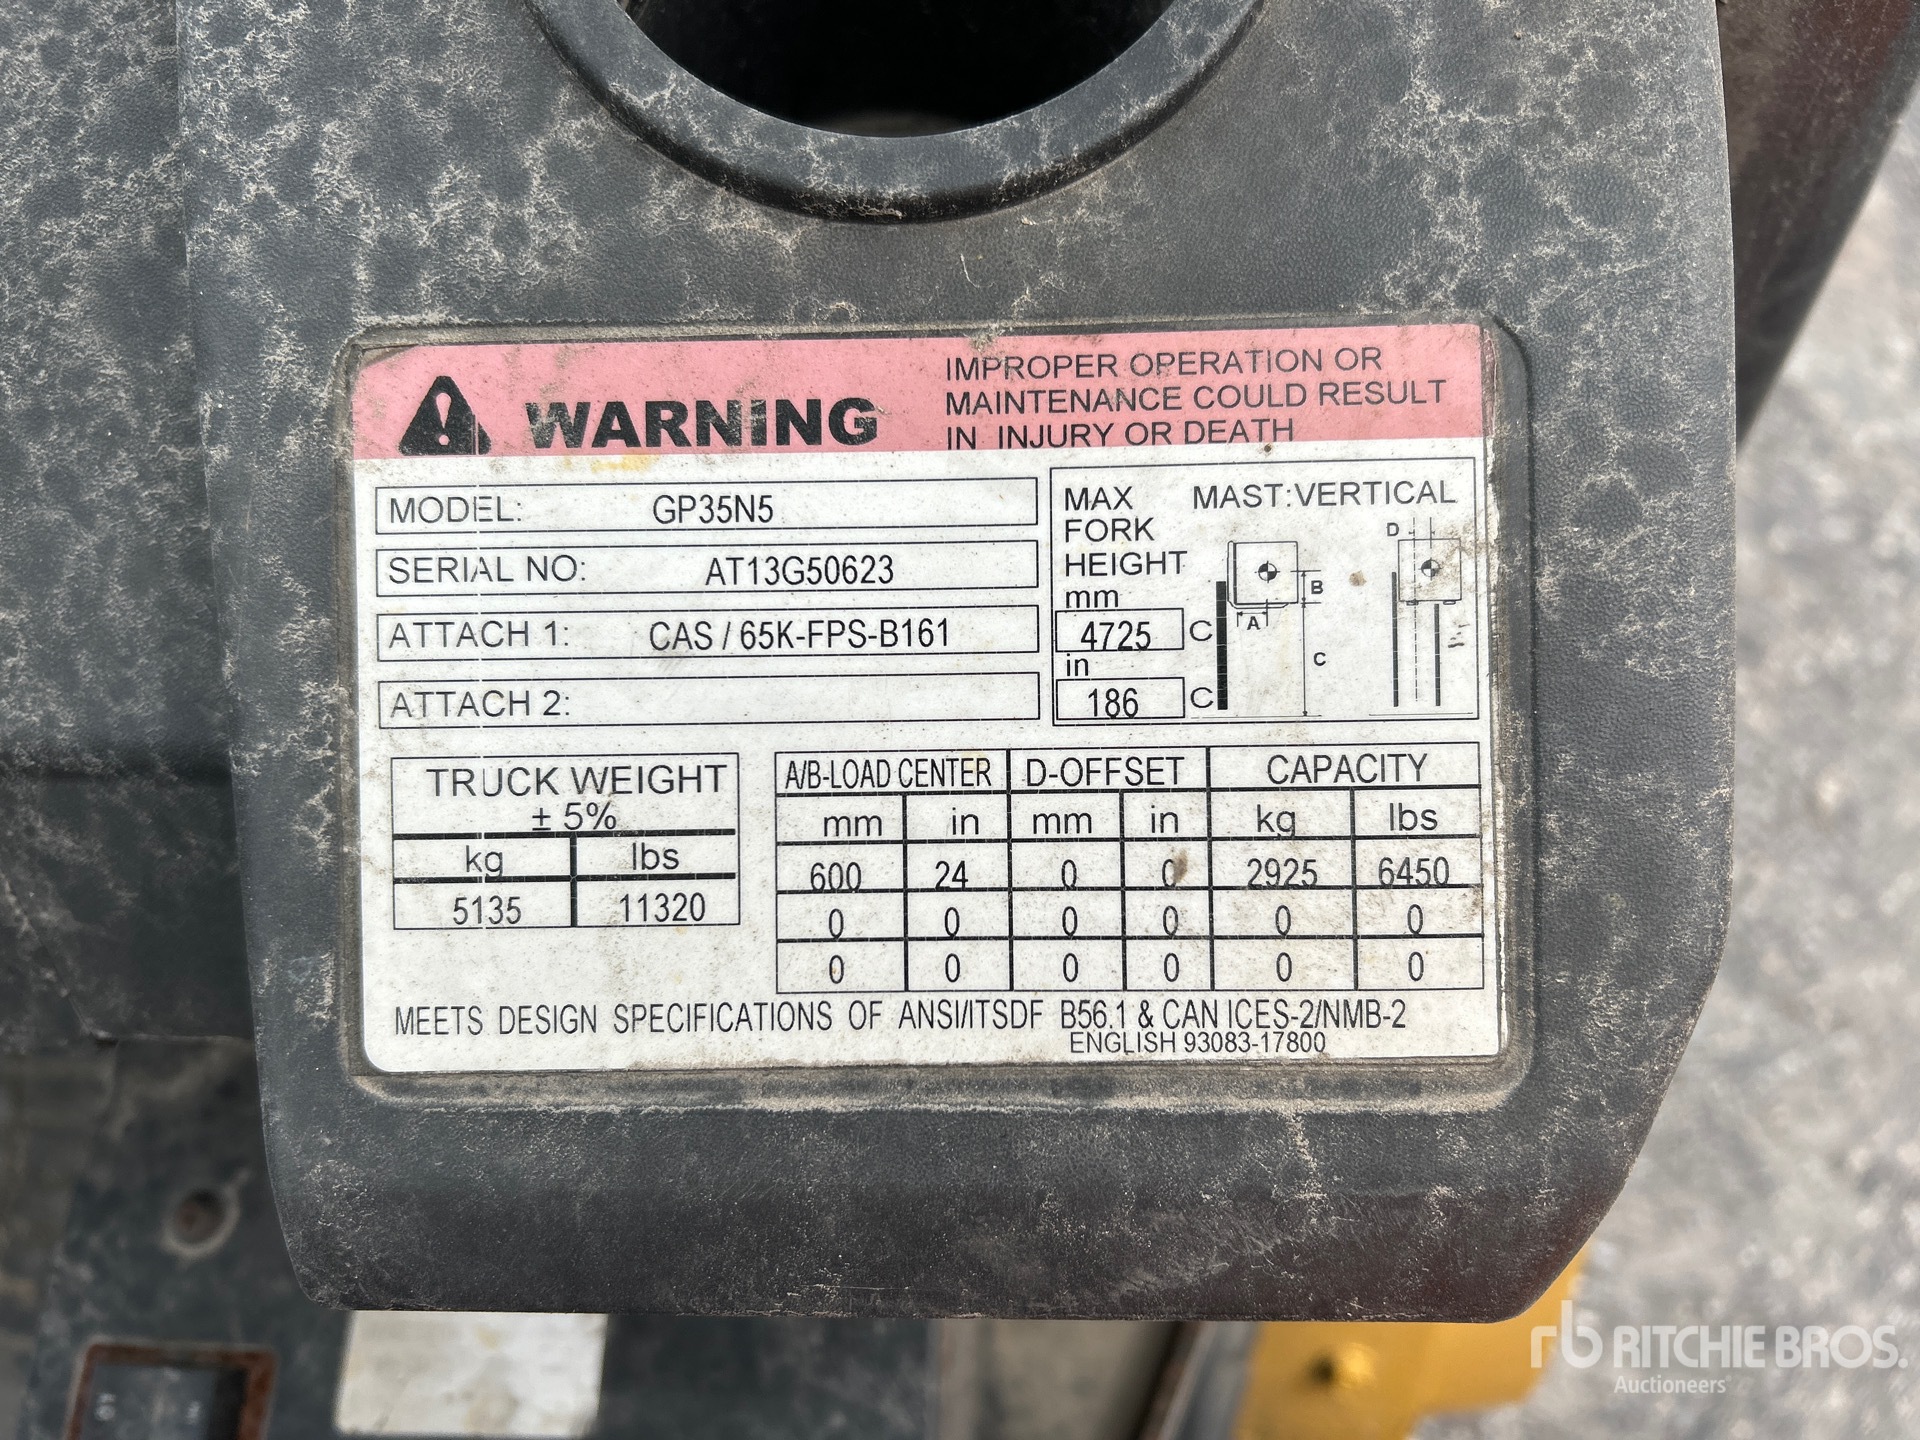 WARNING
IMPROPER OPERATION OR
MAINTENANCE COULD RESULT
IN INJURY OR DEATH
MODEL: GP35N5
SERIAL NO: AT13G50623
ATTACH 1: CAS / 65K-FPS-B161
ATTACH 2:
MAX FORK HEIGHT
MAST:VERTICAL
mm
4725 C
in
186 C
A
B
C
D
TRUCK WEIGHT
± 5%
kg lbs
5135 11320
A/B-LOAD CENTER D-OFFSET CAPACITY
mm in mm in kg lbs
600 24 0 0 2925 6450
0 0 0 0 0 0
0 0 0 0 0 0
MEETS DESIGN SPECIFICATIONS OF ANSI/ITSDF B56.1 & CAN ICES-2/NMB-2
ENGLISH 93083-17800
rb RITCHIE BROS.
Auctioneers